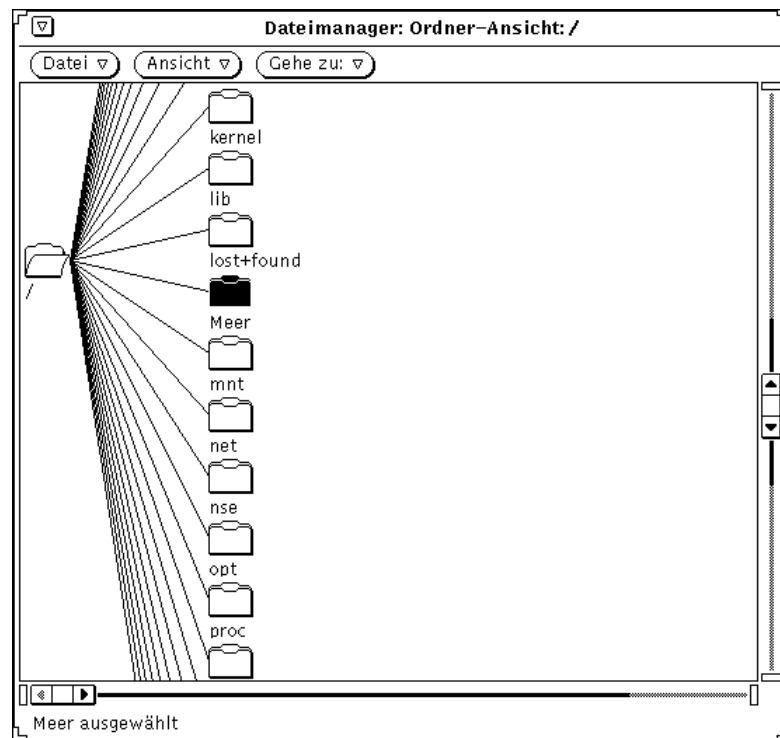 Dateimanager: Ordner-Ansicht: /
Datei Ansicht Gehe zu:
kernel
lib
lost+found
/
Meer
mnt
net
nse
opt
proc
Meer ausgewählt